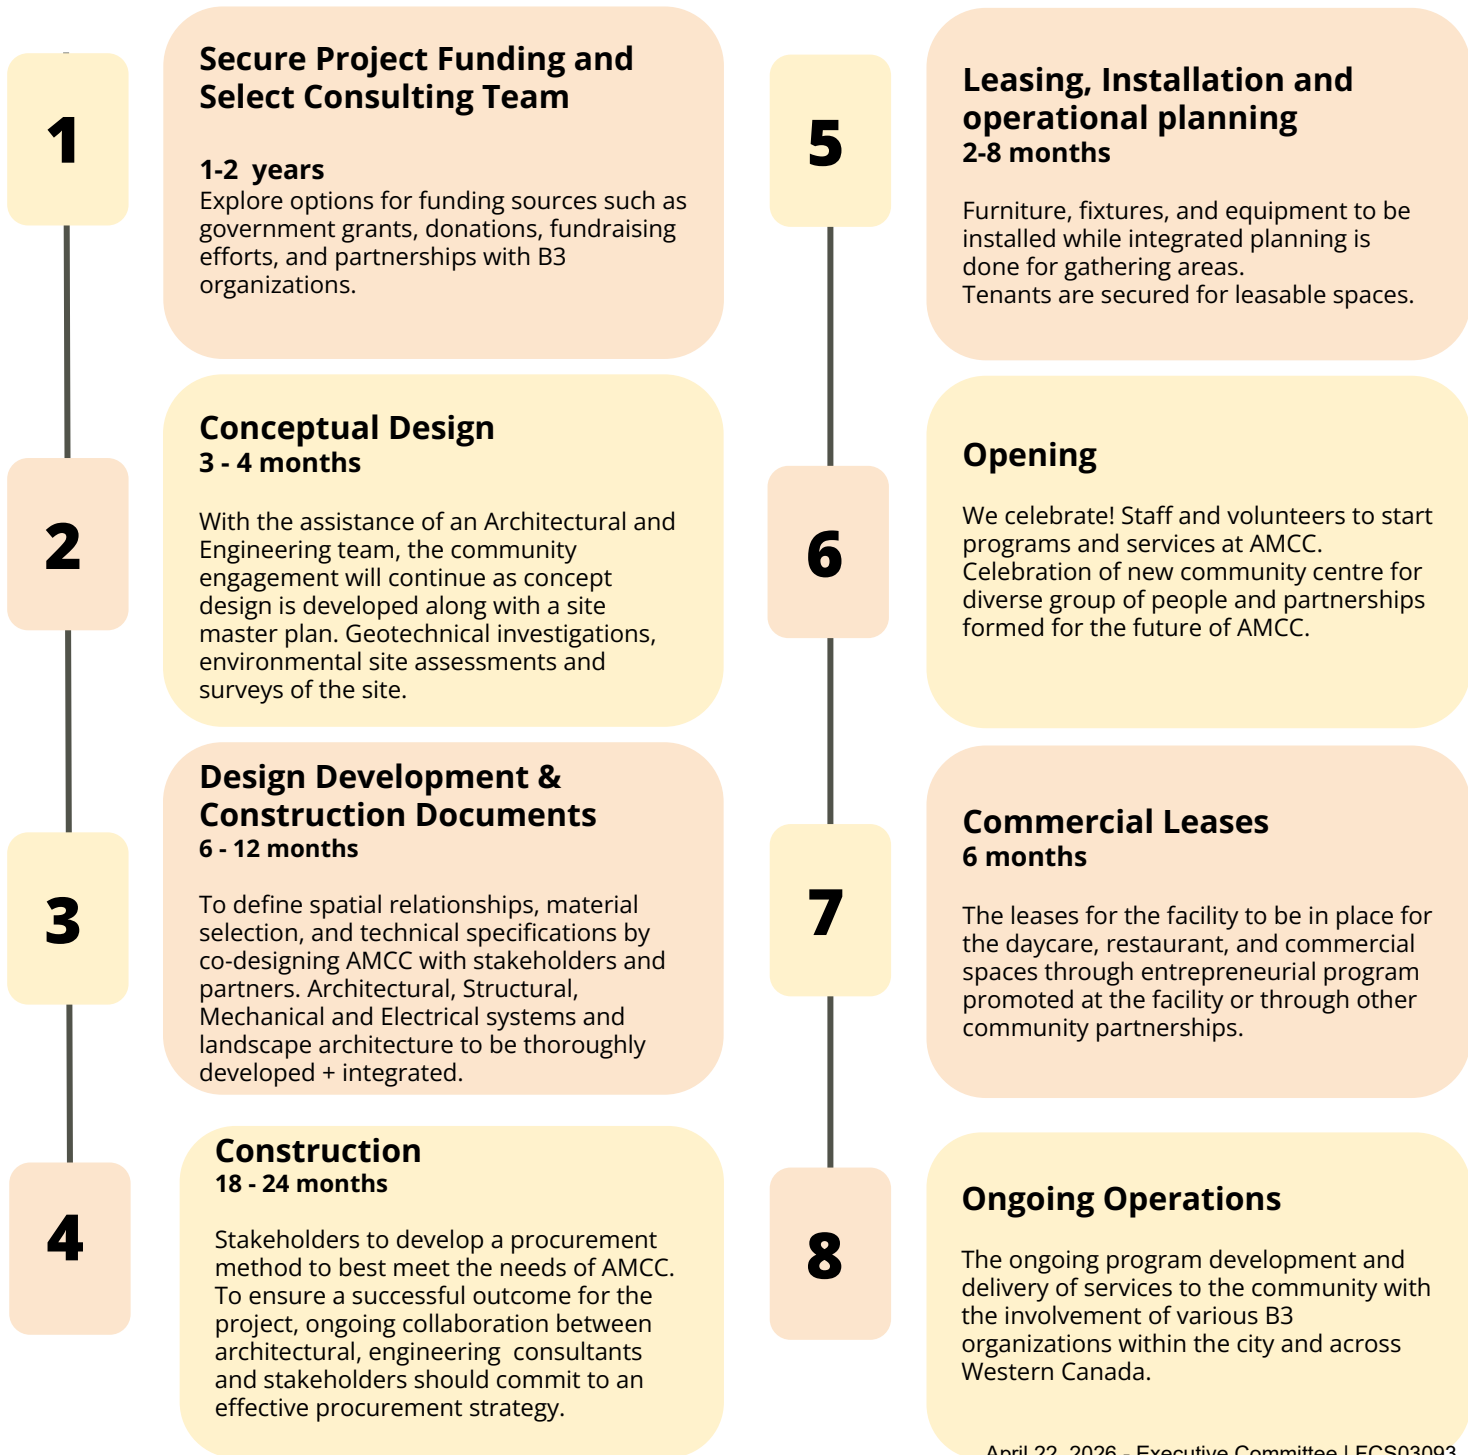 1
Secure Project Funding and
Select Consulting Team
1-2 years
Explore options for funding sources such as
government grants, donations, fundraising
efforts, and partnerships with B3
organizations.
2
Conceptual Design
3 - 4 months
With the assistance of an Architectural and
Engineering team, the community
engagement will continue as concept
design is developed along with a site
master plan. Geotechnical investigations,
environmental site assessments and
surveys of the site.
3
Design Development &
Construction Documents
6 - 12 months
To define spatial relationships, material
selection, and technical specifications by
co-designing AMCC with stakeholders and
partners. Architectural, Structural,
Mechanical and Electrical systems and
landscape architecture to be thoroughly
developed + integrated.
4
Construction
18 - 24 months
Stakeholders to develop a procurement
method to best meet the needs of AMCC.
To ensure a successful outcome for the
project, ongoing collaboration between
architectural, engineering consultants
and stakeholders should commit to an
effective procurement strategy.
5
Leasing, Installation and
operational planning
2-8 months
Furniture, fixtures, and equipment to be
installed while integrated planning is
done for gathering areas.
Tenants are secured for leasable spaces.
6
Opening
We celebrate! Staff and volunteers to start
programs and services at AMCC.
Celebration of new community centre for
diverse group of people and partnerships
formed for the future of AMCC.
7
Commercial Leases
6 months
The leases for the facility to be in place for
the daycare, restaurant, and commercial
spaces through entrepreneurial program
promoted at the facility or through other
community partnerships.
8
Ongoing Operations
The ongoing program development and
delivery of services to the community with
the involvement of various B3
organizations within the city and across
Western Canada.
April 22, 2026 - Executive Committee | FCS03093